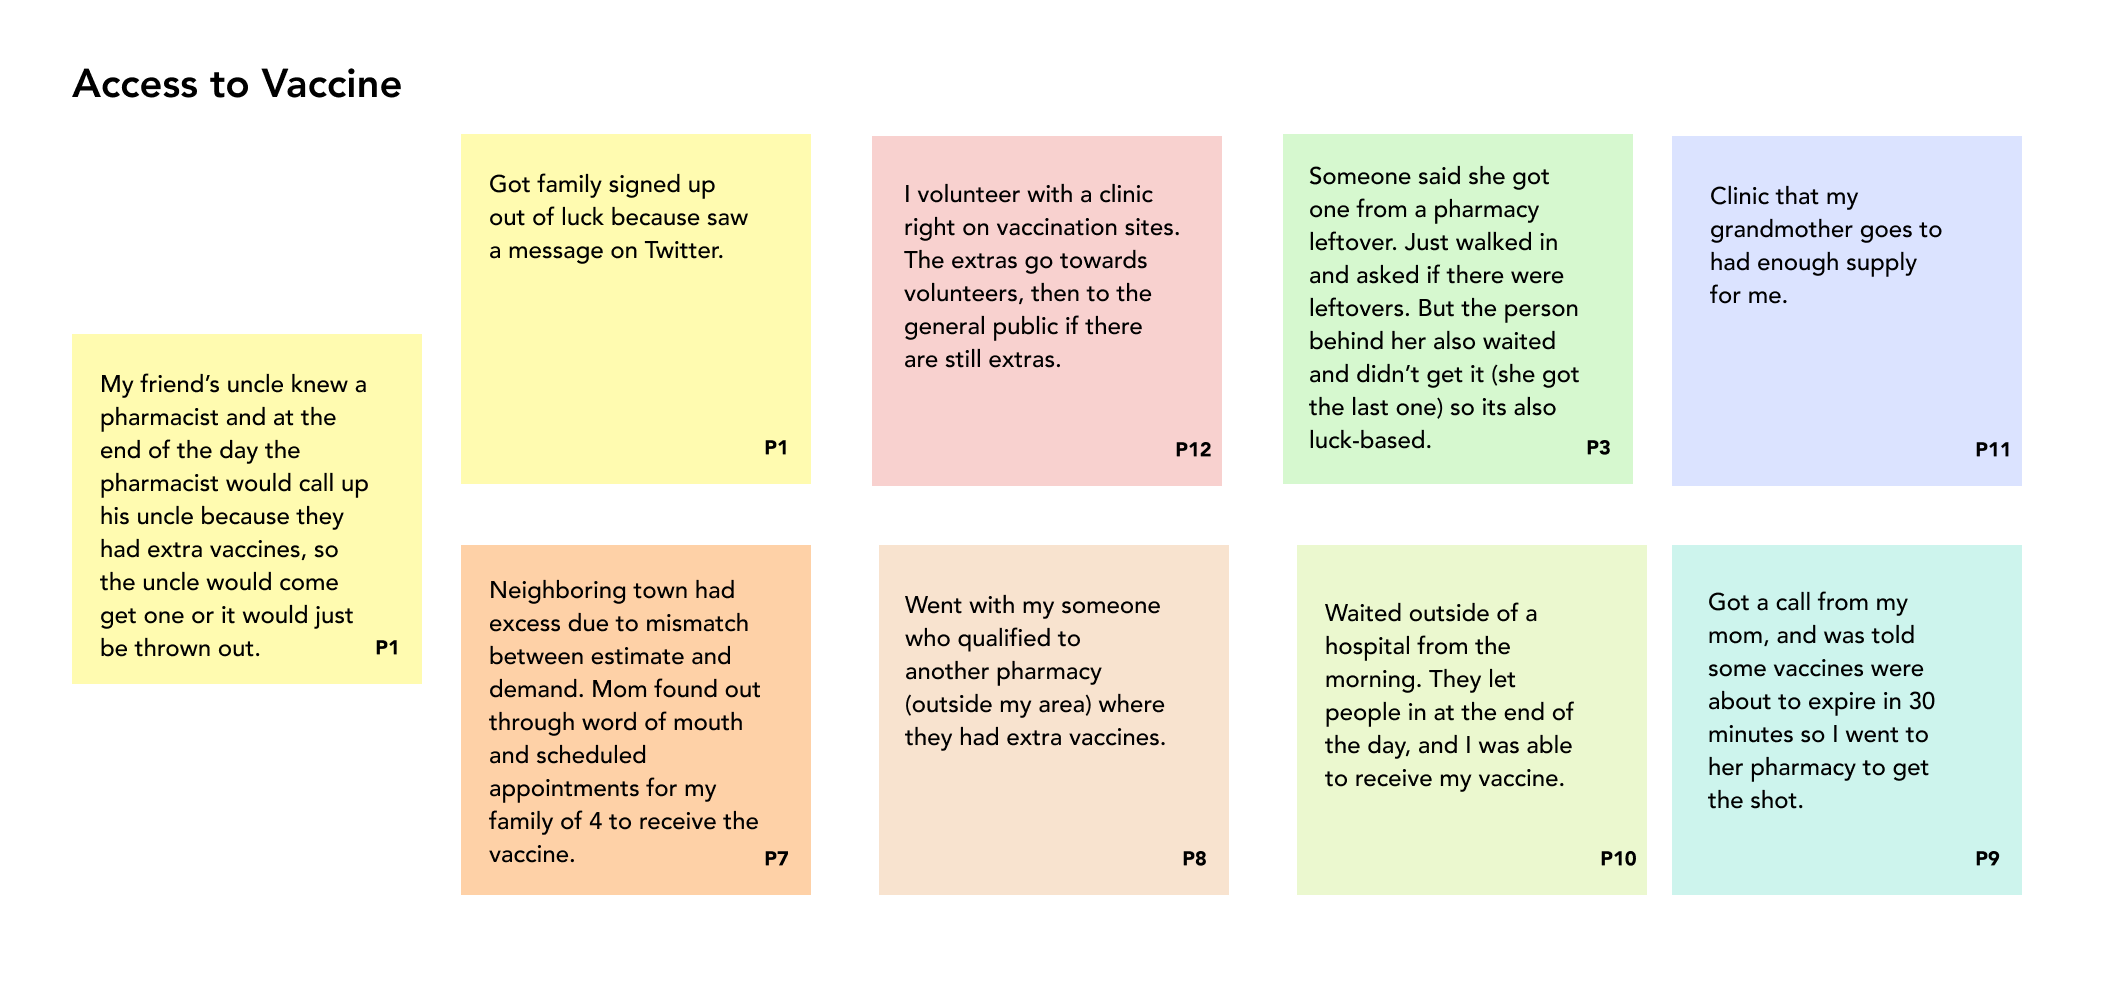 Access to Vaccine
My friend’s uncle knew a
pharmacist and at the
end of the day the
pharmacist would call up
his uncle because they
had extra vaccines, so
the uncle would come
get one or it would just
be thrown out.
P1
Got family signed up
out of luck because saw
a message on Twitter.
P1
I volunteer with a clinic
right on vaccination sites.
The extras go towards
volunteers, then to the
general public if there
are still extras.
P12
Someone said she got
one from a pharmacy
leftover. Just walked in
and asked if there were
leftovers. But the person
behind her also waited
and didn’t get it (she got
the last one) so its also
luck-based.
P3
Clinic that my
grandmother goes to
had enough supply
for me.
P11
Neighboring town had
excess due to mismatch
between estimate and
demand. Mom found out
through word of mouth
and scheduled
appointments for my
family of 4 to receive the
vaccine.
P7
Went with my someone
who qualified to
another pharmacy
(outside my area) where
they had extra vaccines.
P8
Waited outside of a
hospital from the
morning. They let
people in at the end of
the day, and I was able
to receive my vaccine.
P10
Got a call from my
mom, and was told
some vaccines were
about to expire in 30
minutes so I went to
her pharmacy to get
the shot.
P9